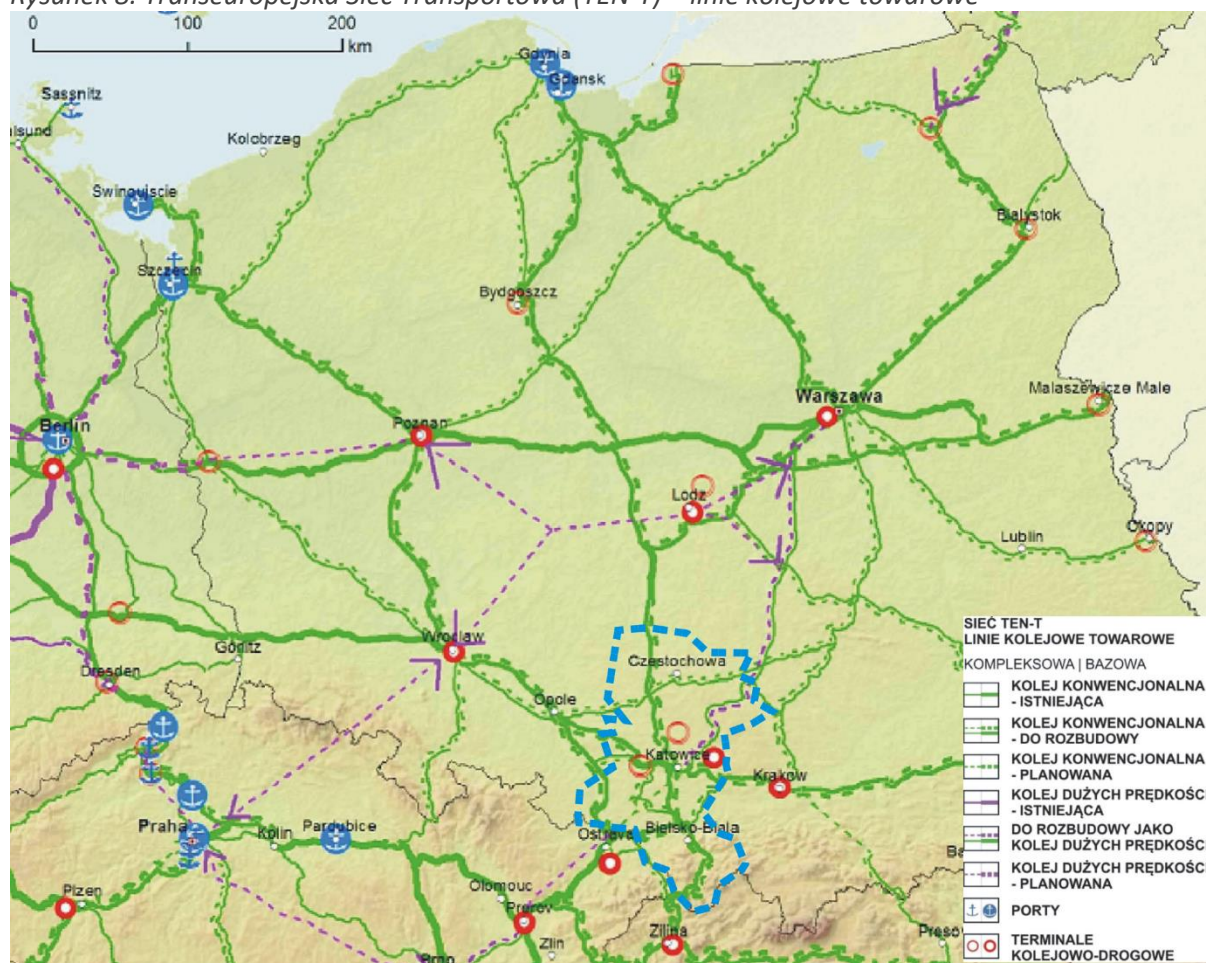 Rysunek 8. Transeuropejska Sieć Transportowa (TEN-T) – linie kolejowe towarowe
0 100 200 km
Gdynia
Gdansk
Sassnitz
alsund
Kolobrzeg
Swinoujscie
Szczecin
Bialystok
Bydgoszcz
Malaszewicze Male
Warszawa
Berlin
Poznan
Lodz
Lublin
Okopy
Wroclaw
Görlitz
Dresden
Czestochowa
Opole
Katowice
Krakow
Praha
Kolin
Pardubice
Ostrava
Bielsko-Biala
Ba
Plzen
Olomouc
Prerov
Zlin
Zilina
Preso
Brno
SIEĆ TEN-T
LINIE KOLEJOWE TOWAROWE
KOMPLEKSOWA | BAZOWA
KOLEJ KONWENCJONALNA
- ISTNIEJĄCA
KOLEJ KONWENCJONALNA
- DO ROZBUDOWY
KOLEJ KONWENCJONALNA
- PLANOWANA
KOLEJ DUŻYCH PRĘDKOŚCI
- ISTNIEJĄCA
DO ROZBUDOWY JAKO
KOLEJ DUŻYCH PRĘDKOŚCI
KOLEJ DUŻYCH PRĘDKOŚCI
- PLANOWANA
PORTY
TERMINALE
KOLEJOWO-DROGOWE